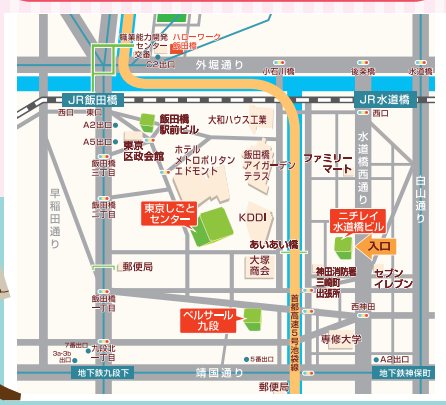 職業能力開発
センター
交番
ハローワーク
飯田橋
C2出口
外堀通り
小石川橋
後楽橋
水道橋
JR飯田橋
JR水道橋
西口
東口
A2出口
A5出口
飯田橋
駅前ビル
大和ハウス工業
西口
東京
区政会館
ホテル
メトロポリタン
エドモント
飯田橋
アイガーデン
テラス
ファミリー
マート
水道橋西通り
白山通り
飯田橋
三丁目
早稲田通り
飯田橋
二丁目
東京しごと
センター
KDDI
ニチレイ
水道橋ビル
入口
あいあい橋
郵便局
大塚
商会
神田消防署
三崎町
出張所
セブン
イレブン
飯田橋
一丁目
首都高速5号池袋線
西神田
ベルサール
九段
専修大学
7番出口
3a-3b
出口
九段北
一丁目
5番出口
A2出口
地下鉄九段下
靖国通り
地下鉄神保町
郵便局